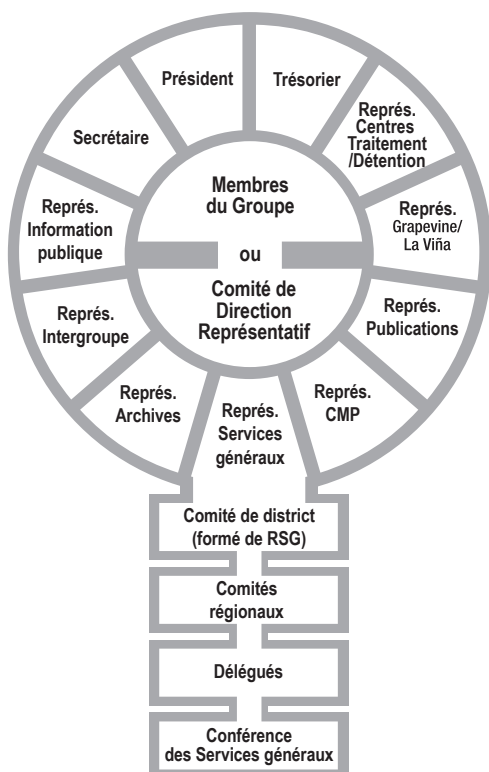 Président
Trésorier
Secrétaire
Représ.
Centres
Traitement
/Détention
Représ.
Information
publique
Membres
du Groupe
ou
Comité de
Direction
Représentatif
Représ.
Grapevine/
La Viña
Représ.
Intergroupe
Représ.
Publications
Représ.
Archives
Représ.
Services
généraux
Représ.
CMP
Comité de district
(formé de RSG)
Comités
régionaux
Délégués
Conférence
des Services généraux